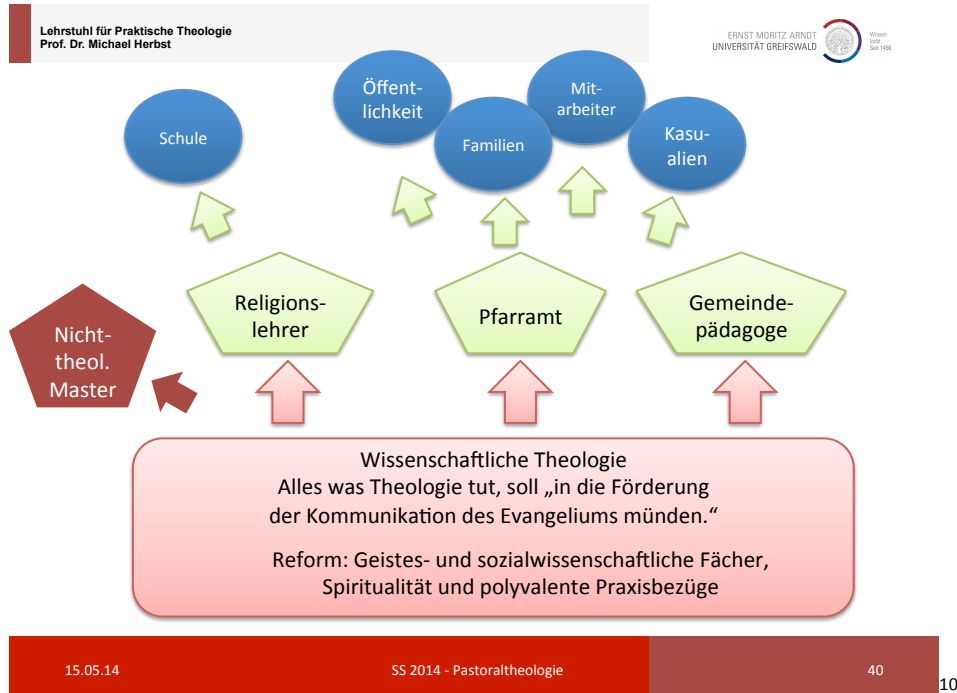 Lehrstuhl für Praktische Theologie
Prof. Dr. Michael Herbst
ERNST MORITZ ARNDT
UNIVERSITÄT GREIFSWALD
Wissen
lockt.
Seit 1456
Schule
Öffent-
lichkeit
Familien
Mit-
arbeiter
Kasu-
alien
Nicht-
theol.
Master
Religions-
lehrer
Pfarramt
Gemeinde-
pädagoge
Wissenschaftliche Theologie
Alles was Theologie tut, soll „in die Förderung
der Kommunikation des Evangeliums münden.“
Reform: Geistes- und sozialwissenschaftliche Fächer,
Spiritualität und polyvalente Praxisbezüge
15.05.14
SS 2014 - Pastoraltheologie
40
10